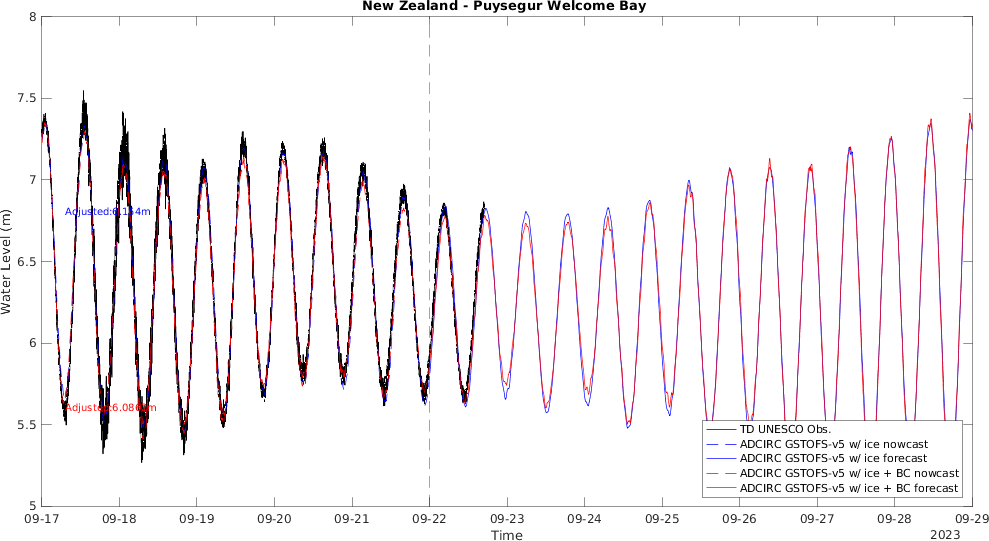 New Zealand - Puysegur Welcome Bay
8
7.5
7
6.5
6
5.5
5
Water Level (m)
Adjusted:6.134m
TD UNESCO Obs.
ADCIRC GSTOFS-v5 w/ ice nowcast
ADCIRC GSTOFS-v5 w/ ice forecast
ADCIRC GSTOFS-v5 w/ ice + BC nowcast
ADCIRC GSTOFS-v5 w/ ice + BC forecast
09-17 09-18 09-19 09-20 09-21 09-22 09-23 09-24 09-25 09-26 09-27 09-28 09-29
Time
2023